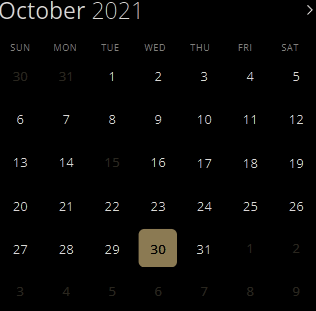 October 2021
SUN MON TUE WED THU FRI SAT
30 31 1 2 3 4 5
6 7 8 9 10 11 12
13 14 15 16 17 18 19
20 21 22 23 24 25 26
27 28 29 30 31 1 2
3 4 5 6 7 8 9